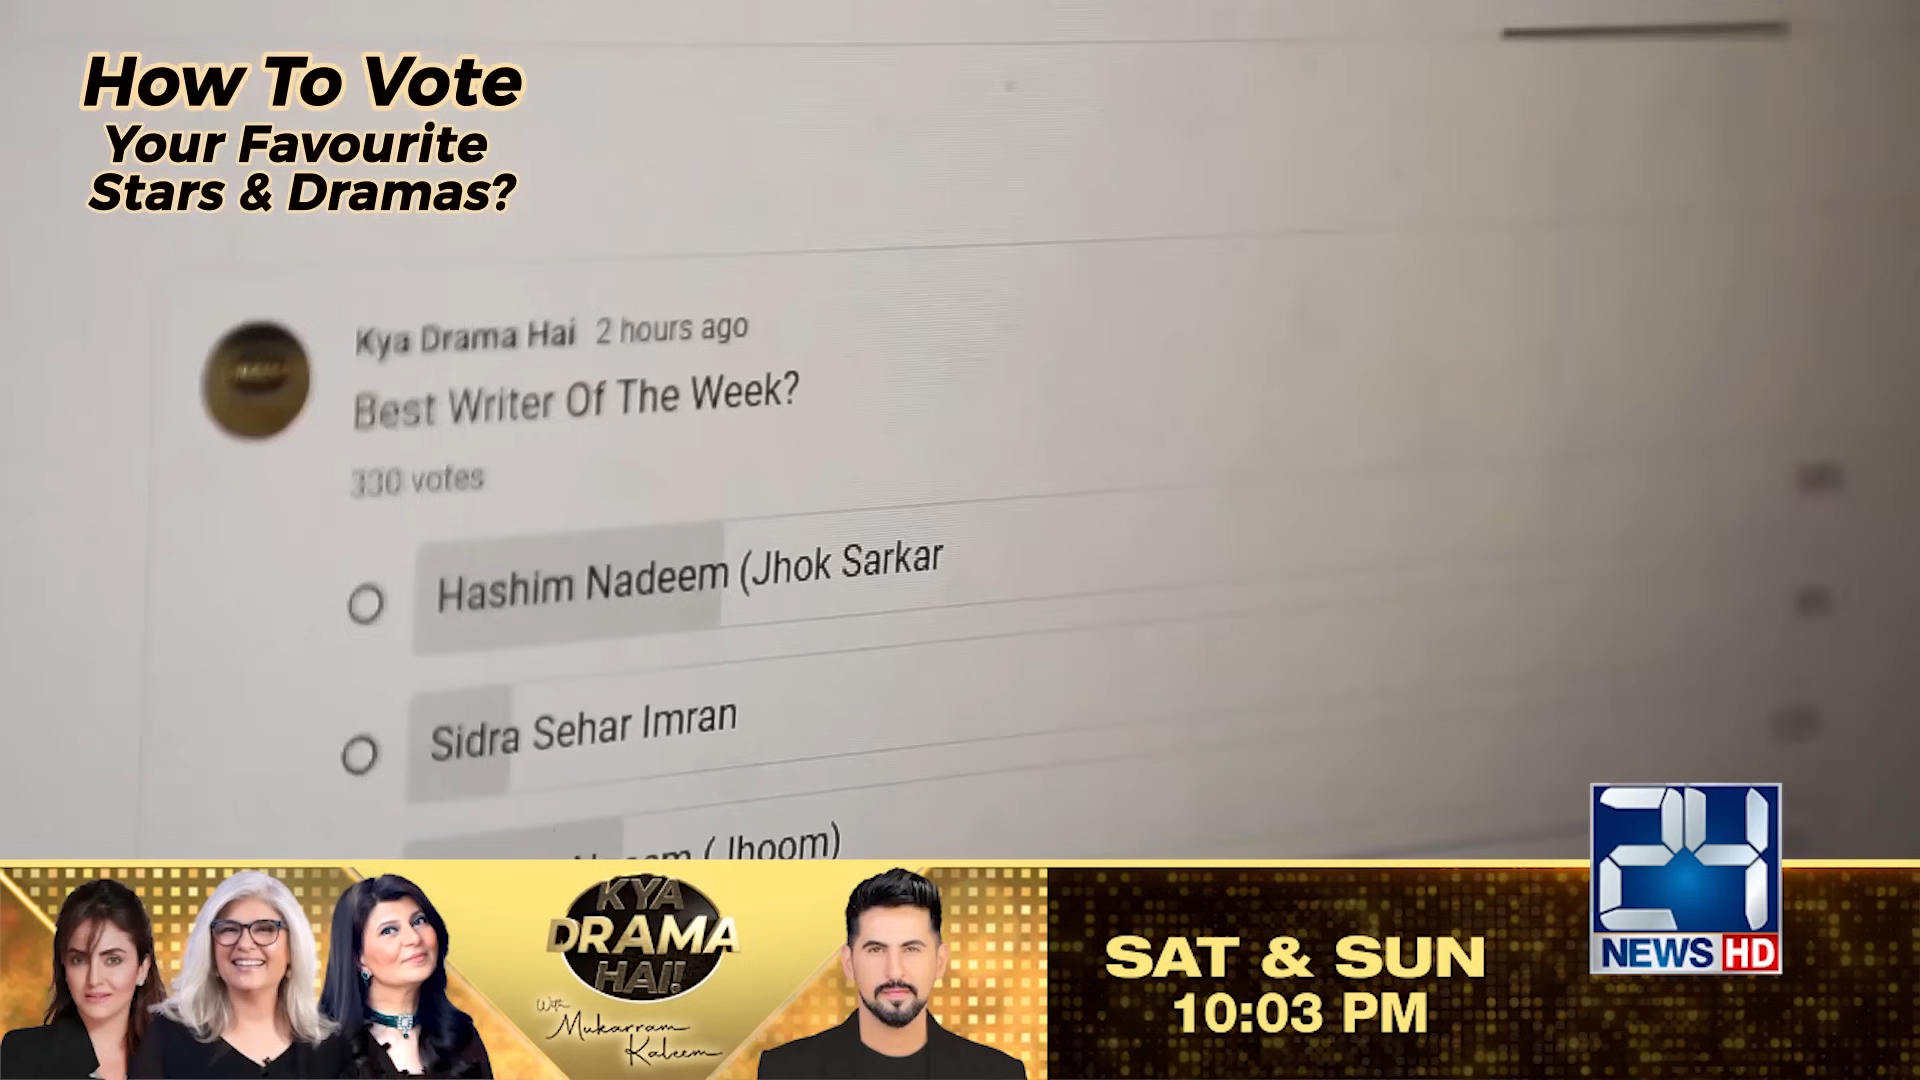 How To Vote
Your Favourite
Stars & Dramas?
Kya Drama Hai 2 hours ago
Best Writer Of The Week?
330 votes
Hashim Nadeem (Jhok Sarkar
Sidra Sehar Imran
(Jhoom)
KYA
DRAMA
HAI!
With
Mukarram
Kaleem
SAT & SUN
10:03 PM
24
NEWS HD